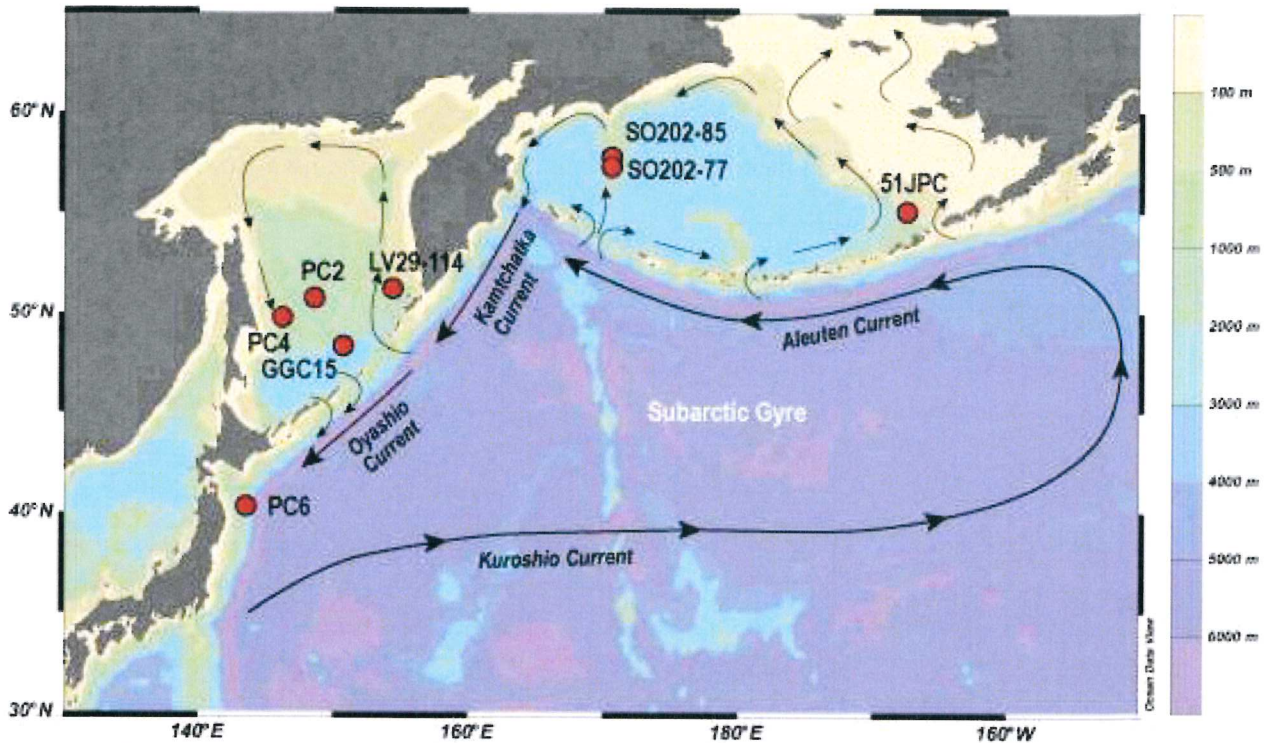 60°N
50°N
40°N
30°N
140°E
160°E
180°E
160°W
SO202-85
SO202-77
51JPC
LV29-114
PC2
PC4
GGC15
PC6
Kamtchatka
Current
Aleuten Current
Oyashio
Current
Subarctic Gyre
Kuroshio Current
100 m
500 m
1000 m
2000 m
3000 m
4000 m
5000 m
6000 m
Ocean Data View